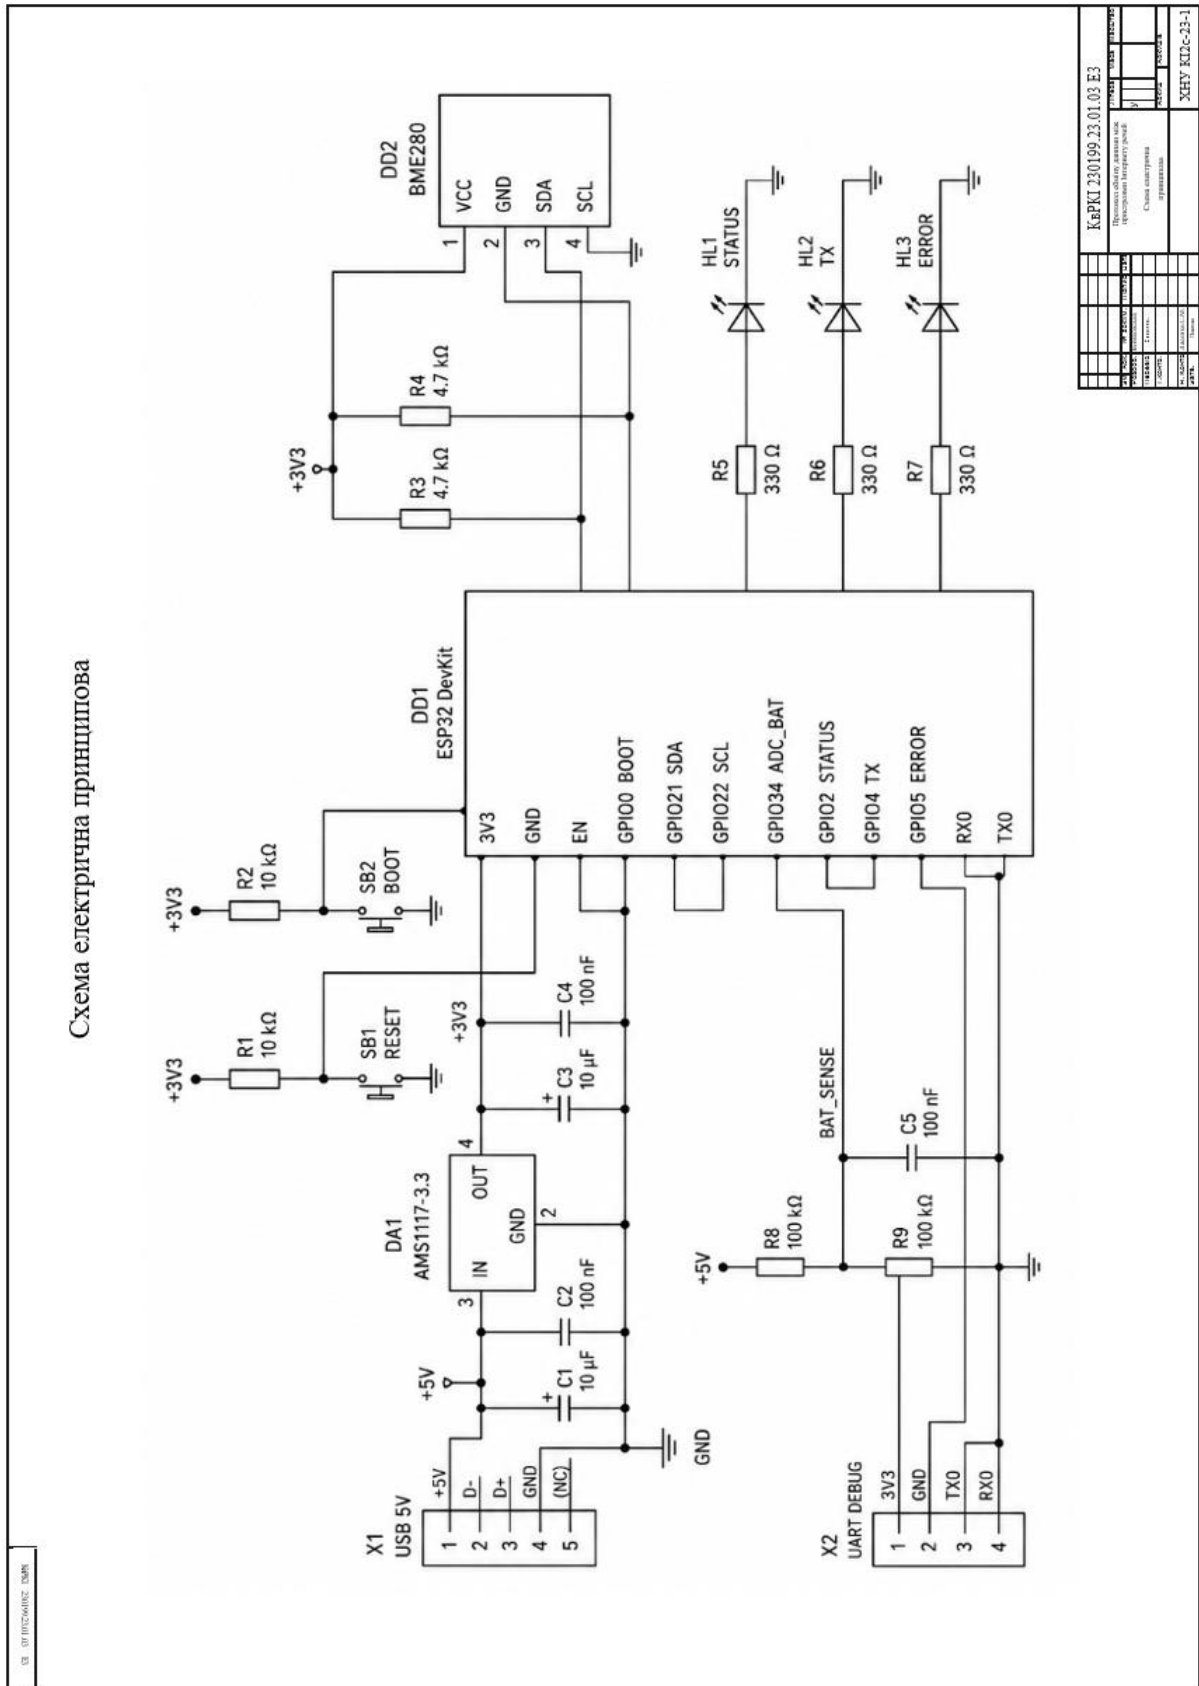 Схема електрична принципова
+3V3
R1
10 kΩ
SB1
RESET
+3V3
R2
10 kΩ
SB2
BOOT
X1
USB 5V
1
2
3
4
5
+5V
D-
D+
GND
(NC)
+5V
C1
10 µF
+
C2
100 nF
GND
DA1
AMS1117-3.3
3
IN
OUT
4
GND
2
+3V3
C3
10 µF
+
C4
100 nF
DD1
ESP32 DevKit
3V3
GND
EN
GPIO0 BOOT
GPIO21 SDA
GPIO22 SCL
GPIO34 ADC_BAT
GPIO2 STATUS
GPIO4 TX
GPIO5 ERROR
RX0
TX0
+3V3
R3
4.7 kΩ
R4
4.7 kΩ
DD2
BME280
1
2
3
4
VCC
GND
SDA
SCL
R5
330 Ω
HL1
STATUS
R6
330 Ω
HL2
TX
R7
330 Ω
HL3
ERROR
+5V
R8
100 kΩ
R9
100 kΩ
BAT_SENSE
C5
100 nF
X2
UART DEBUG
1
2
3
4
3V3
GND
TX0
RX0
КвРКІ 230199.23.01.03 Е3
Схема електрична
принципова
ХНУ КІ2с-23-1